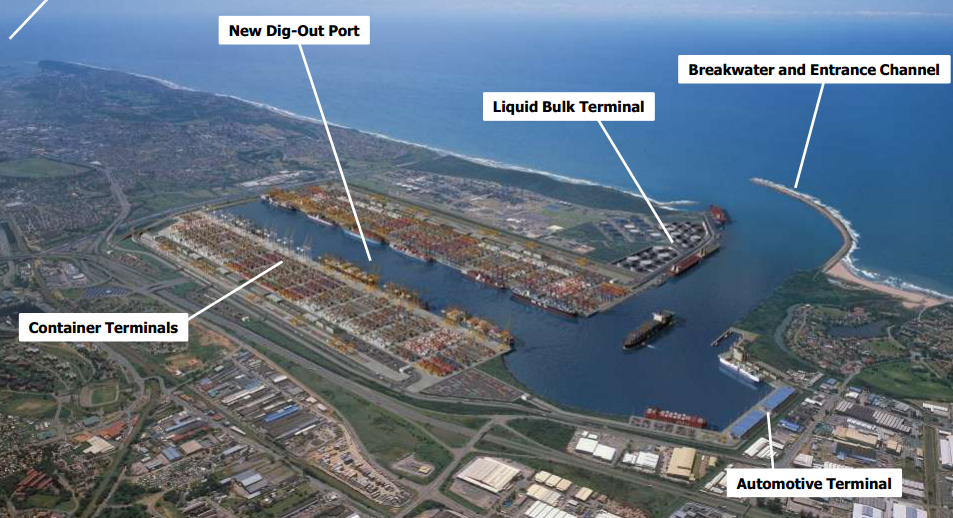 New Dig-Out Port
Breakwater and Entrance Channel
Liquid Bulk Terminal
Container Terminals
Automotive Terminal